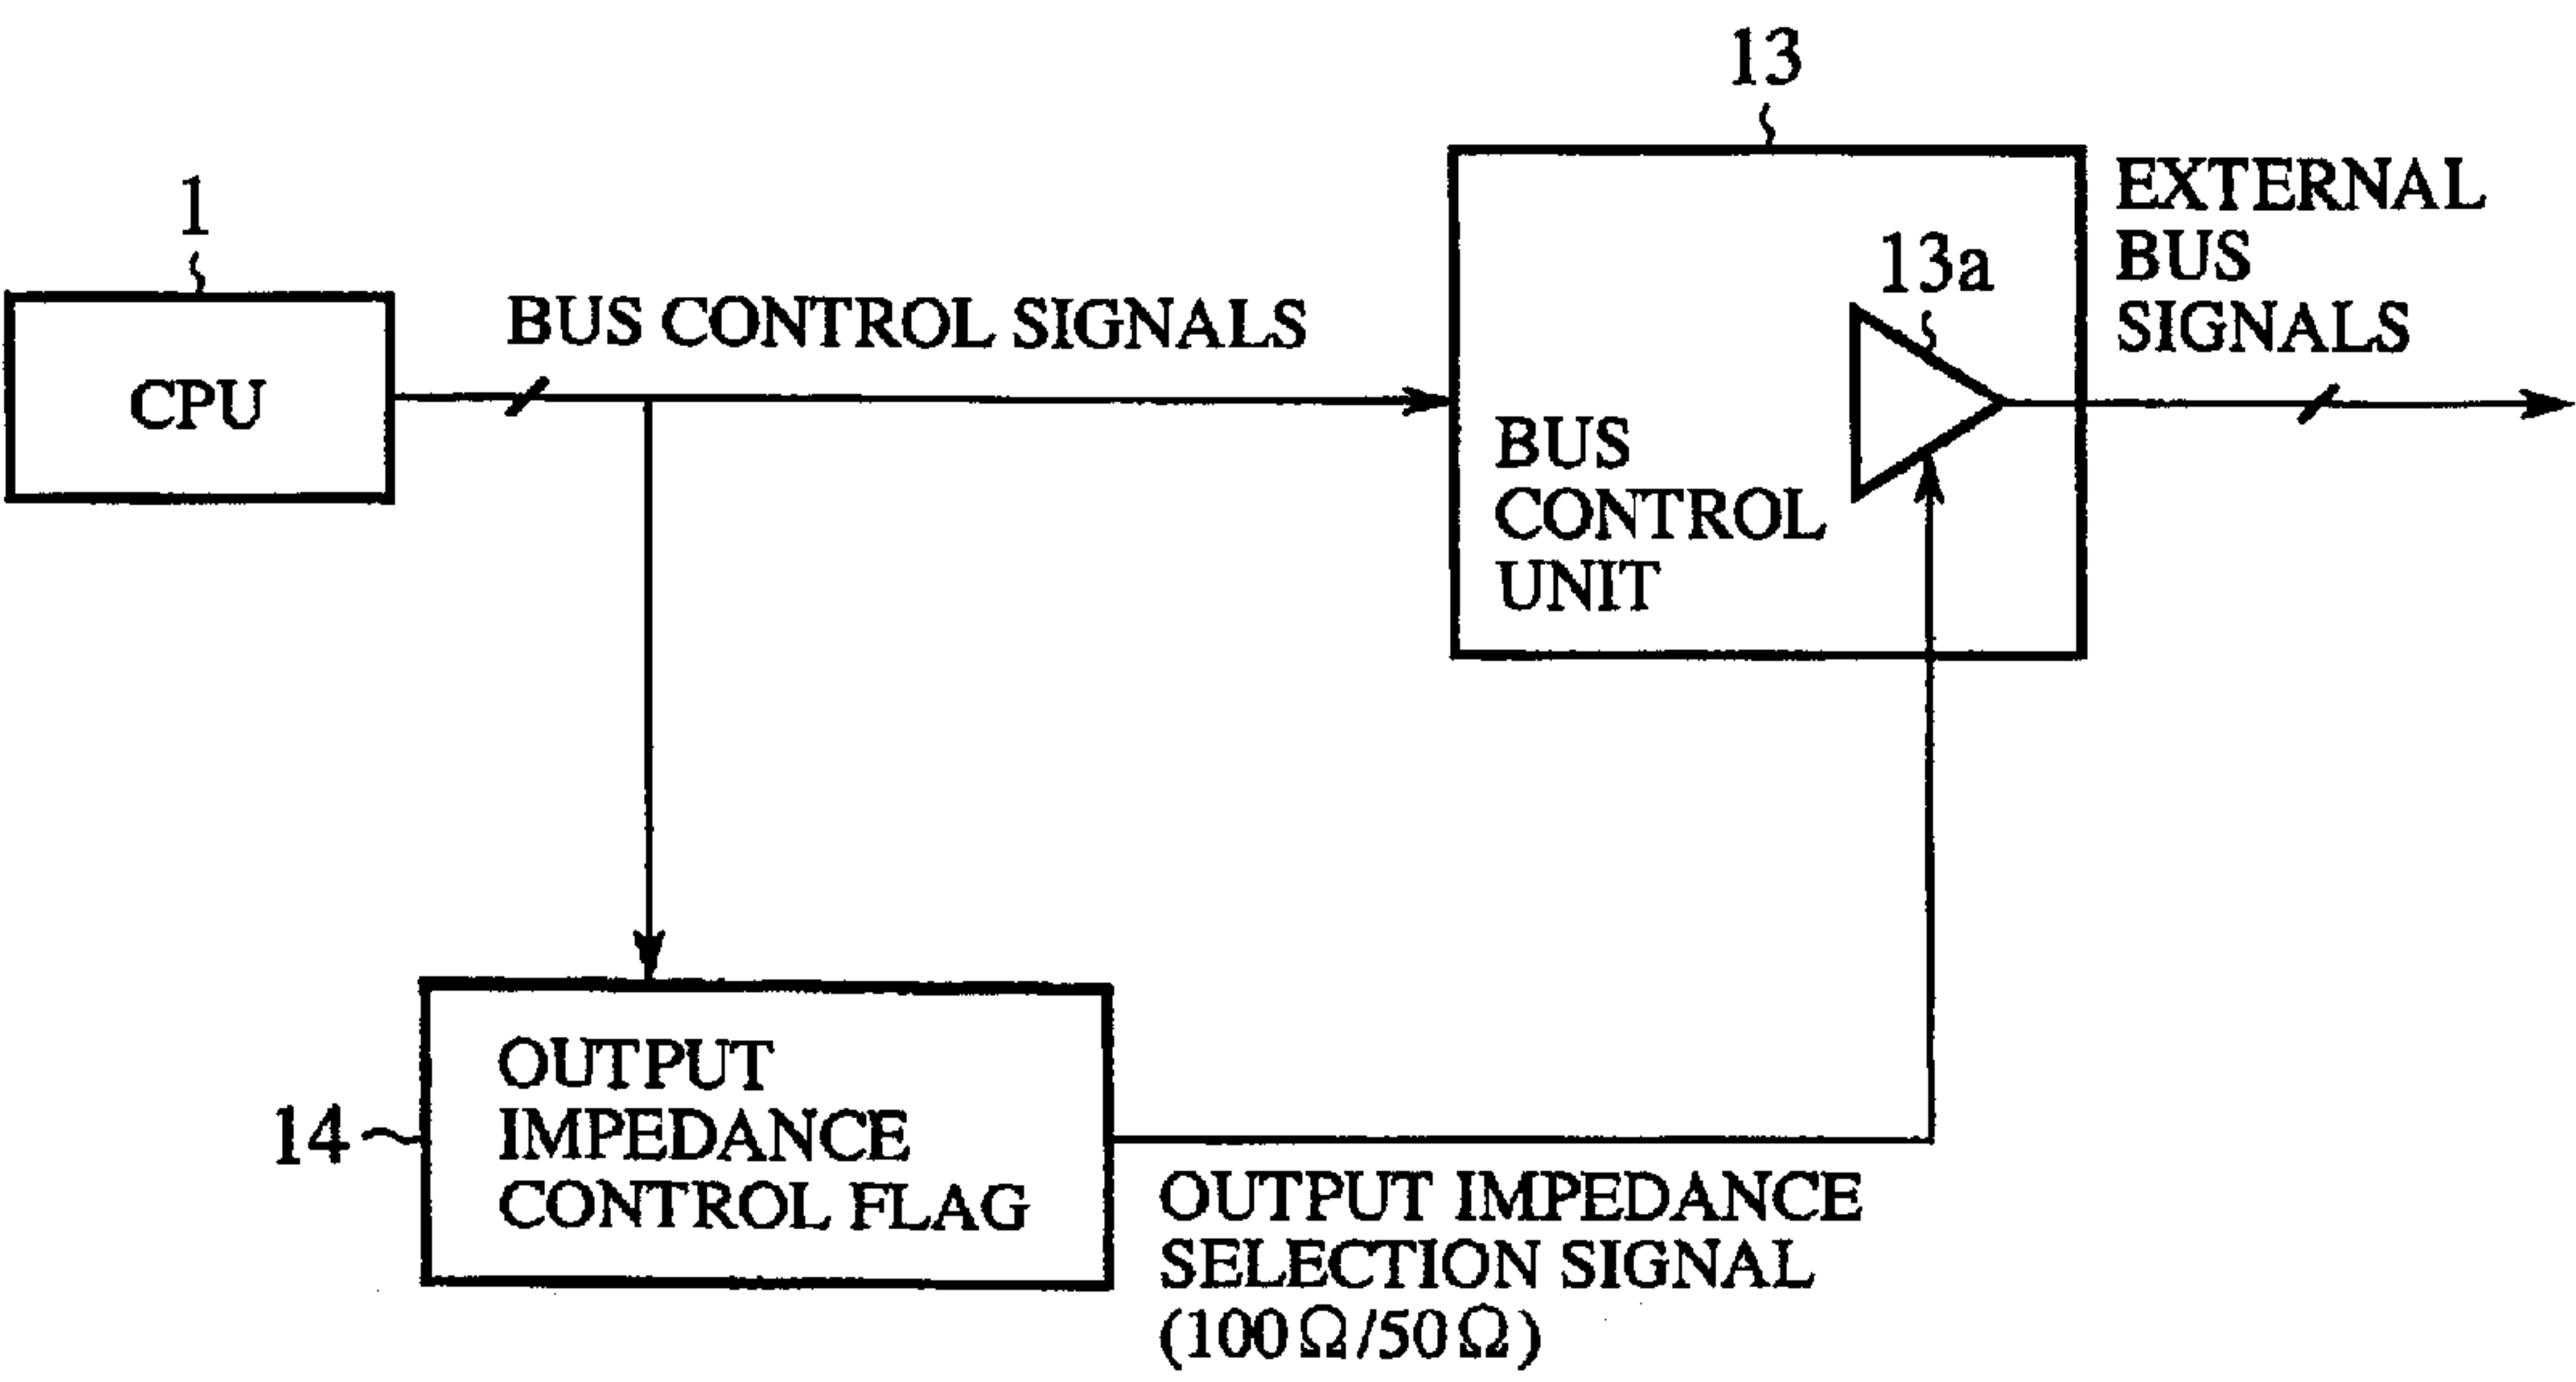 13
1
CPU
BUS CONTROL SIGNALS
13a
BUS
CONTROL
UNIT
EXTERNAL
BUS
SIGNALS
14
OUTPUT
IMPEDANCE
CONTROL FLAG
OUTPUT IMPEDANCE
SELECTION SIGNAL
(100Ω/50Ω)